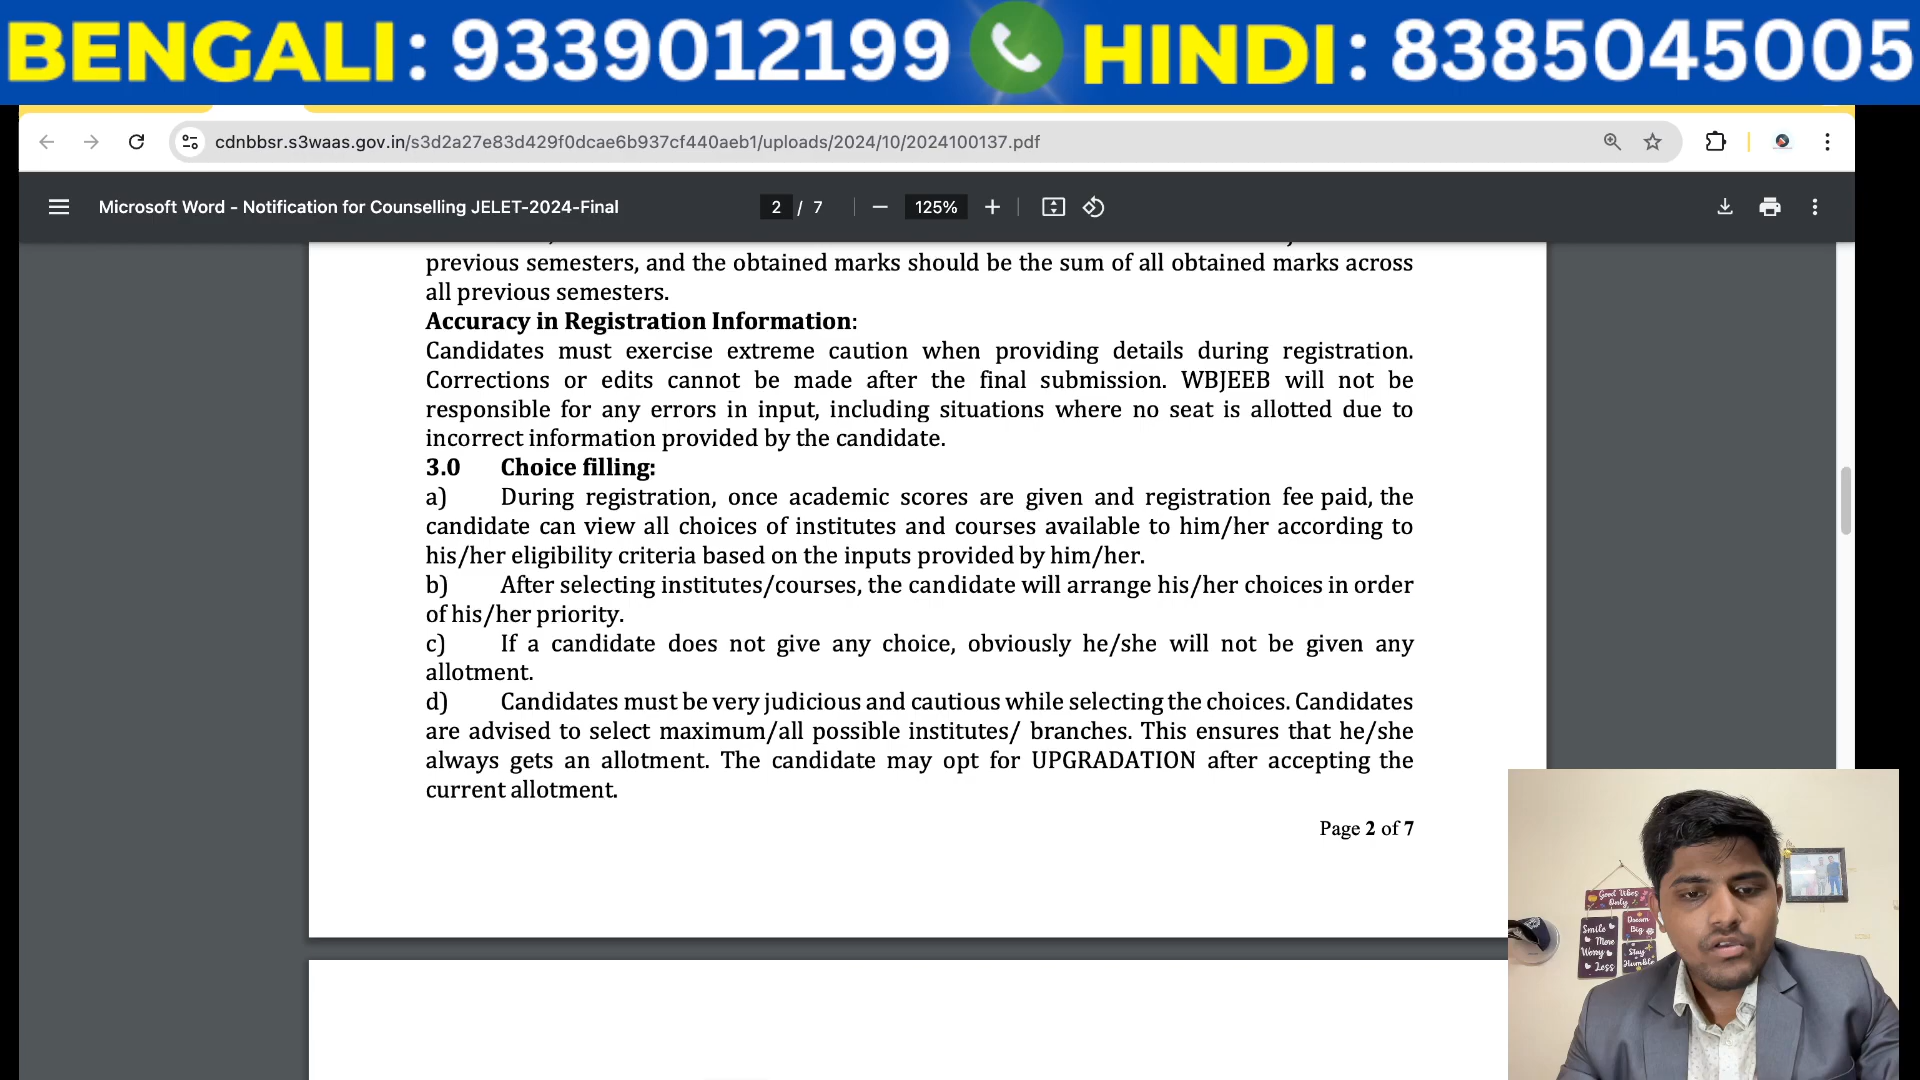 BENGALI: 9339012199 HINDI: 8385045005
cdnbbsr.s3waas.gov.in/s3d2a27e83d429f0dcae6b937cf440aeb1/uploads/2024/10/2024100137.pdf
Microsoft Word - Notification for Counselling JELET-2024-Final
2 / 7
125%
previous semesters, and the obtained marks should be the sum of all obtained marks across
all previous semesters.
Accuracy in Registration Information:
Candidates must exercise extreme caution when providing details during registration.
Corrections or edits cannot be made after the final submission. WBJEEB will not be
responsible for any errors in input, including situations where no seat is allotted due to
incorrect information provided by the candidate.
3.0 Choice filling:
a) During registration, once academic scores are given and registration fee paid, the
candidate can view all choices of institutes and courses available to him/her according to
his/her eligibility criteria based on the inputs provided by him/her.
b) After selecting institutes/courses, the candidate will arrange his/her choices in order
of his/her priority.
c) If a candidate does not give any choice, obviously he/she will not be given any
allotment.
d) Candidates must be very judicious and cautious while selecting the choices. Candidates
are advised to select maximum/all possible institutes/ branches. This ensures that he/she
always gets an allotment. The candidate may opt for UPGRADATION after accepting the
current allotment.
Page 2 of 7
Good Vibes
Only
Smile
More
Worry
Less
Dream
Big
Stay
Humble